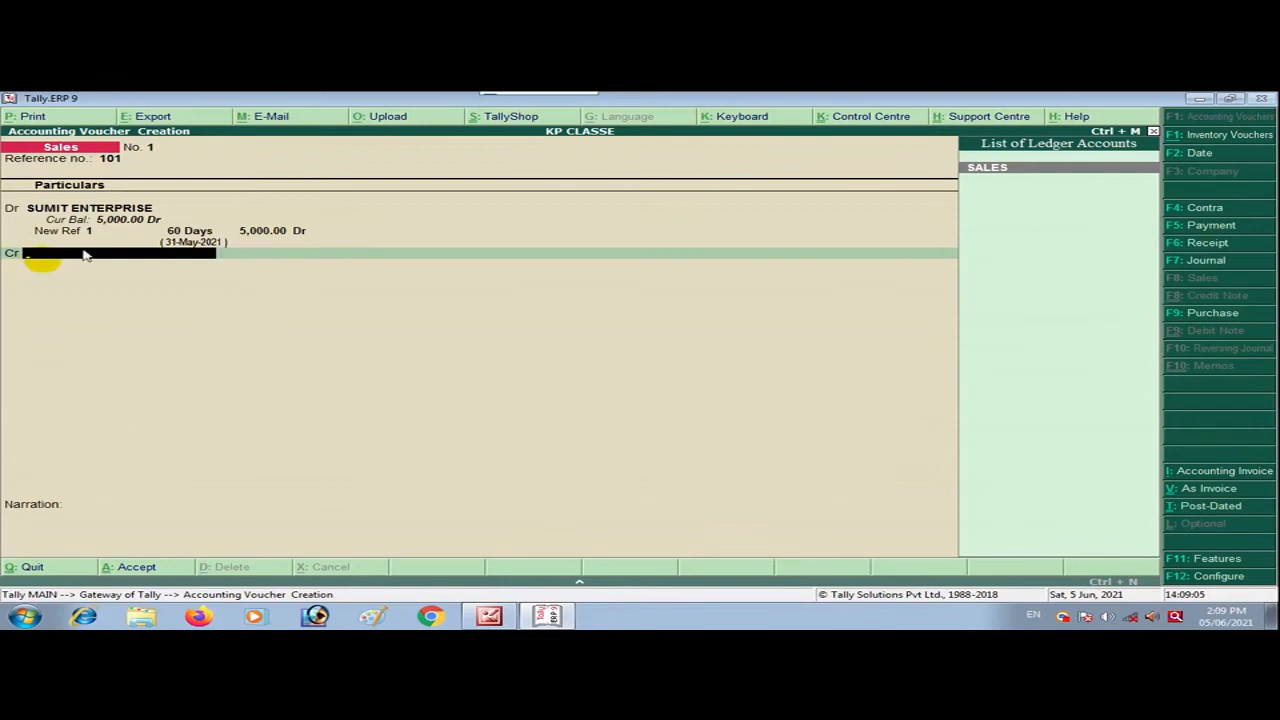 Tally.ERP 9
P: Print E: Export M: E-Mail O: Upload S: TallyShop G: Language K: Keyboard K: Control Centre H: Support Centre H: Help
Accounting Voucher Creation KP CLASSE Ctrl + M
Sales No. 1
Reference no.: 101
Particulars
Dr SUMIT ENTERPRISE
Cur Bal: 5,000.00 Dr
New Ref 1 60 Days 5,000.00 Dr
( 31-May-2021 )
Cr
Narration:
List of Ledger Accounts
SALES
F1: Accounting Vouchers
F1: Inventory Vouchers
F2: Date
F3: Company
F4: Contra
F5: Payment
F6: Receipt
F7: Journal
F8: Sales
F8: Credit Note
F9: Purchase
F9: Debit Note
F10: Reversing Journal
F10: Memos
I: Accounting Invoice
V: As Invoice
T: Post-Dated
L: Optional
F11: Features
F12: Configure
Q: Quit A: Accept D: Delete X: Cancel
Ctrl + N
Tally MAIN --> Gateway of Tally --> Accounting Voucher Creation © Tally Solutions Pvt Ltd., 1988-2018 Sat, 5 Jun, 2021 14:09:05
Tally ERP 9
EN 2:09 PM
05/06/2021